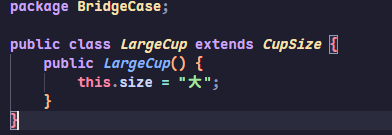 package BridgeCase;
public class LargeCup extends CupSize {
    public LargeCup() {
        this.size = "大";
    }
}